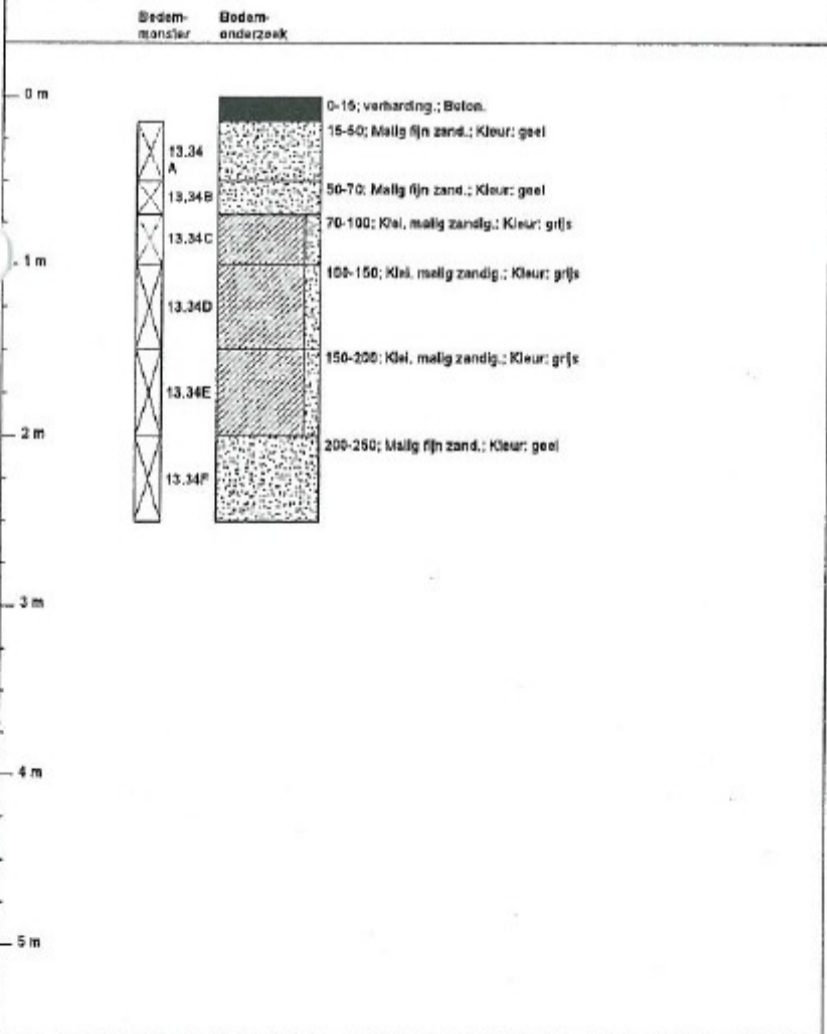 Bodem-
monster
Bodem-
onderzoek
0 m
0-15; verharding.; Beton.
15-50; Matig fijn zand.; Kleur: geel
13.34
A
50-70; Matig fijn zand.; Kleur: geel
13.34B
70-100; Klei, matig zandig.; Kleur: grijs
13.34C
1 m
100-150; Klei, matig zandig.; Kleur: grijs
13.34D
150-200; Klei, matig zandig.; Kleur: grijs
13.34E
2 m
200-250; Matig fijn zand.; Kleur: geel
13.34F
3 m
4 m
5 m